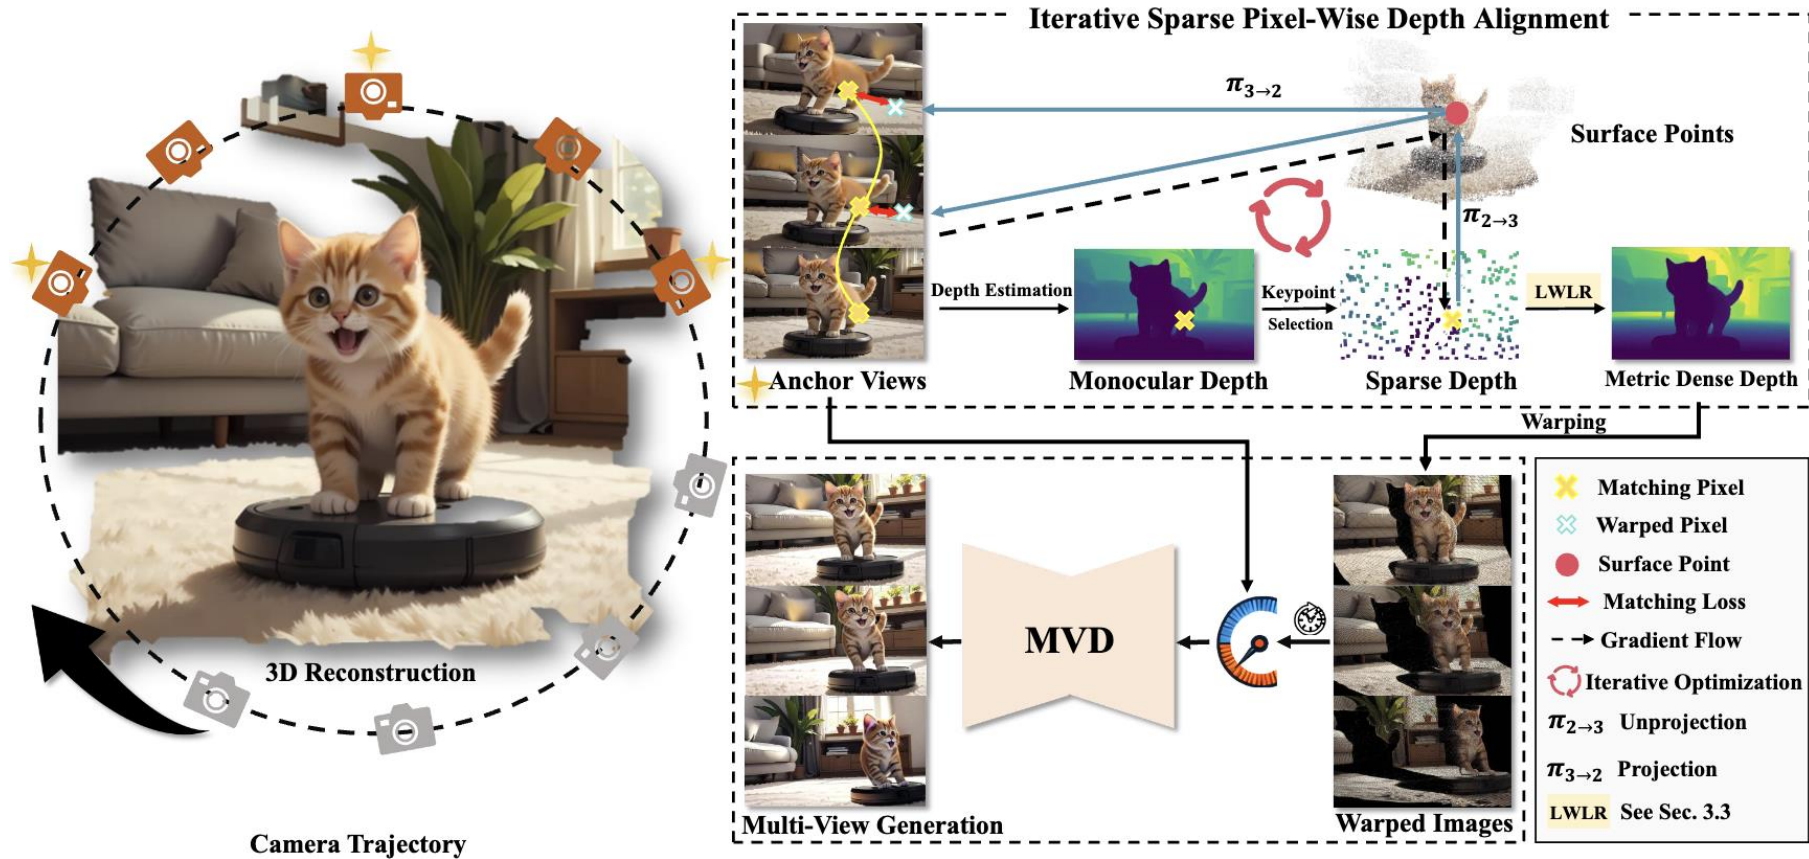 Iterative Sparse Pixel-Wise Depth Alignment
π3→2
Surface Points
π2→3
Depth Estimation
Keypoint
Selection
LWLR
Anchor Views
Monocular Depth
Sparse Depth
Metric Dense Depth
Warping
3D Reconstruction
Camera Trajectory
MVD
Multi-View Generation
Warped Images
Matching Pixel
Warped Pixel
Surface Point
Matching Loss
Gradient Flow
Iterative Optimization
π2→3 Unprojection
π3→2 Projection
LWLR See Sec. 3.3